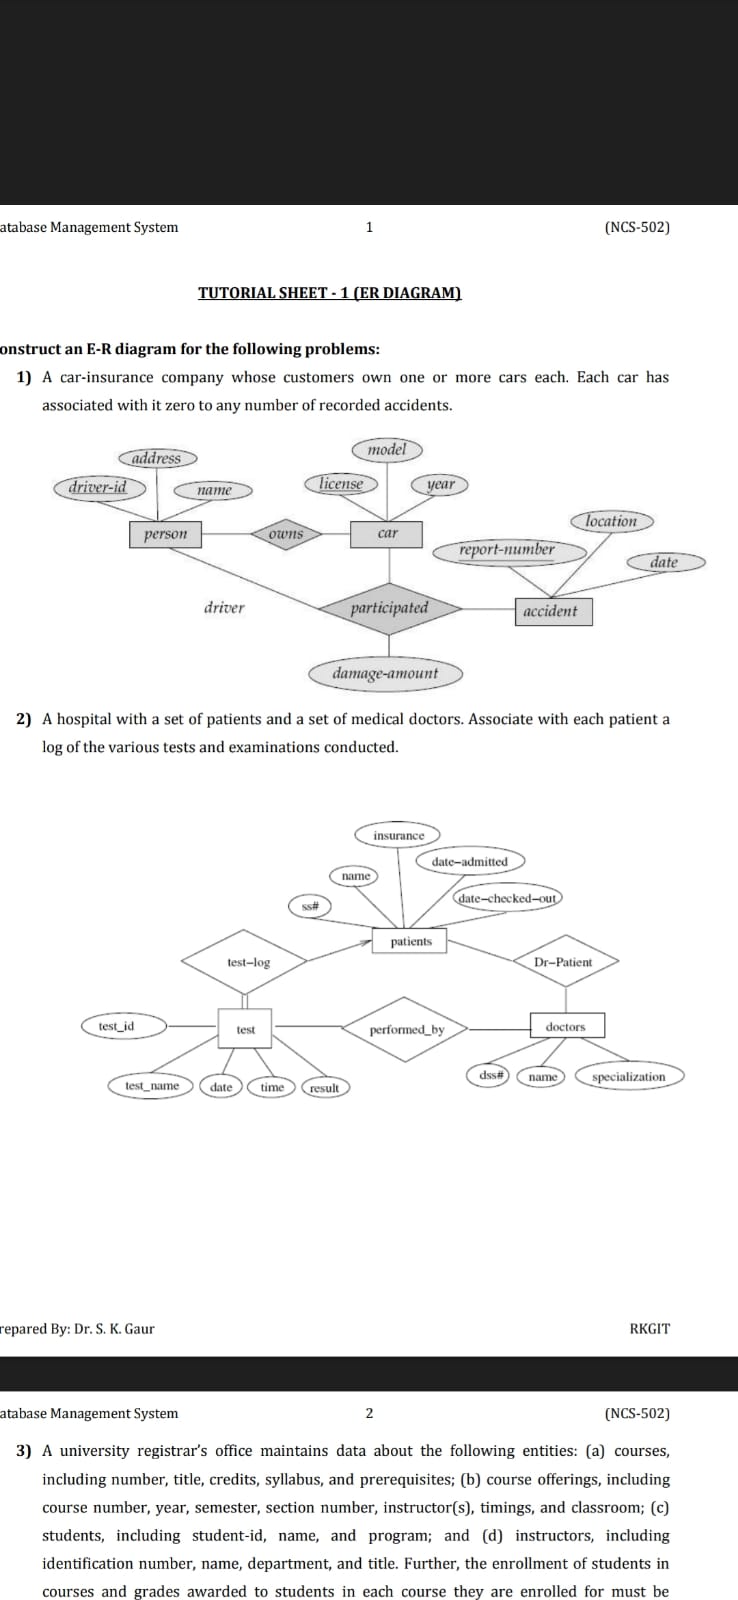 atabase Management System 1 (NCS-502)
TUTORIAL SHEET - 1 (ER DIAGRAM)
onstruct an E-R diagram for the following problems:
1) A car-insurance company whose customers own one or more cars each. Each car has
associated with it zero to any number of recorded accidents.
model
address
driver-id
name
license
year
location
person
owns
car
report-number
date
driver
participated
accident
damage-amount
2) A hospital with a set of patients and a set of medical doctors. Associate with each patient a
log of the various tests and examinations conducted.
insurance
date-admitted
name
date-checked-out
ss#
patients
test-log
Dr-Patient
test_id
test
performed_by
doctors
test_name
date
time
result
dss#
name
specialization
repared By: Dr. S. K. Gaur RKGIT
atabase Management System 2 (NCS-502)
3) A university registrar's office maintains data about the following entities: (a) courses,
including number, title, credits, syllabus, and prerequisites; (b) course offerings, including
course number, year, semester, section number, instructor(s), timings, and classroom; (c)
students, including student-id, name, and program; and (d) instructors, including
identification number, name, department, and title. Further, the enrollment of students in
courses and grades awarded to students in each course they are enrolled for must be